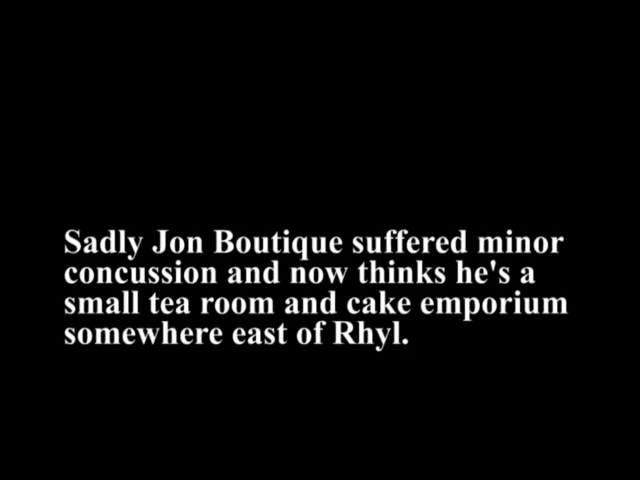 Sadly Jon Boutique suffered minor
concussion and now thinks he's a
small tea room and cake emporium
somewhere east of Rhyl.